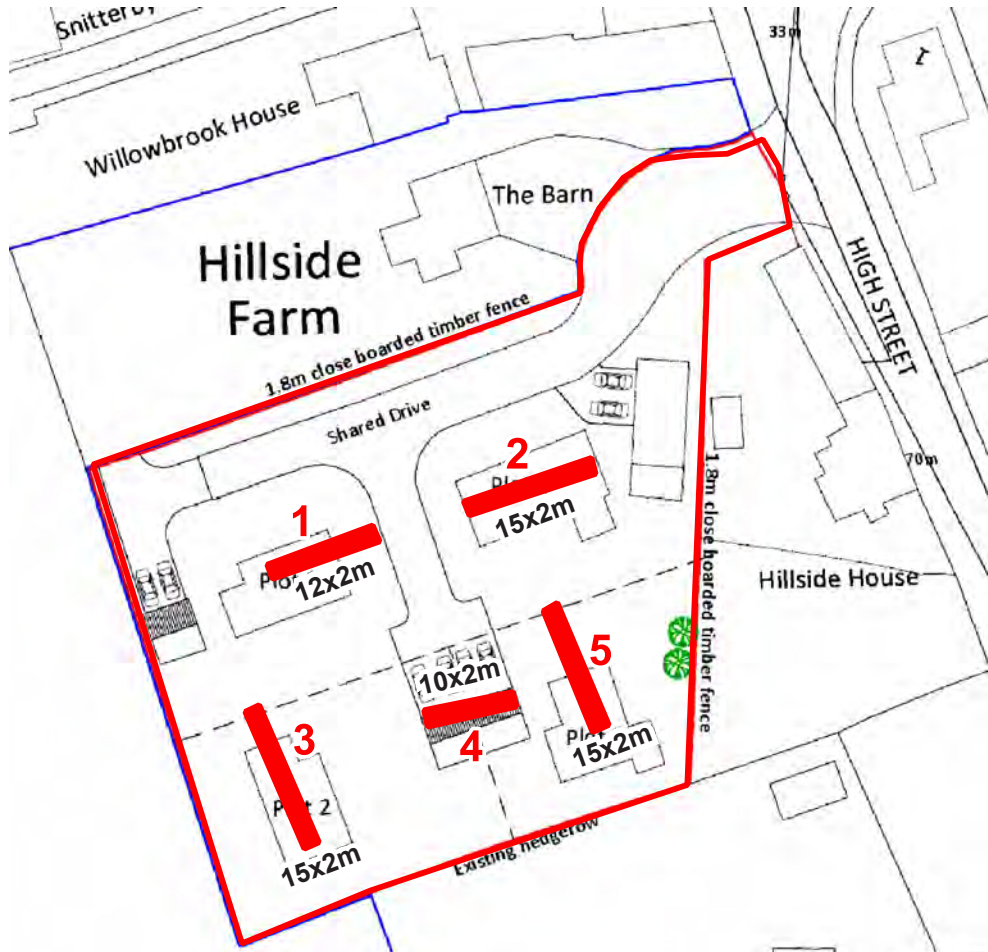 33m
Willowbrook House
The Barn
Hillside
Farm
HIGH STREET
1.8m close boarded timber fence
Shared Drive
2
15x2m
70m
1
12x2m
1.8m close boarded timber fence
Hillside House
5
10x2m
3
4
15x2m
Plot 2
15x2m
Existing hedgerow